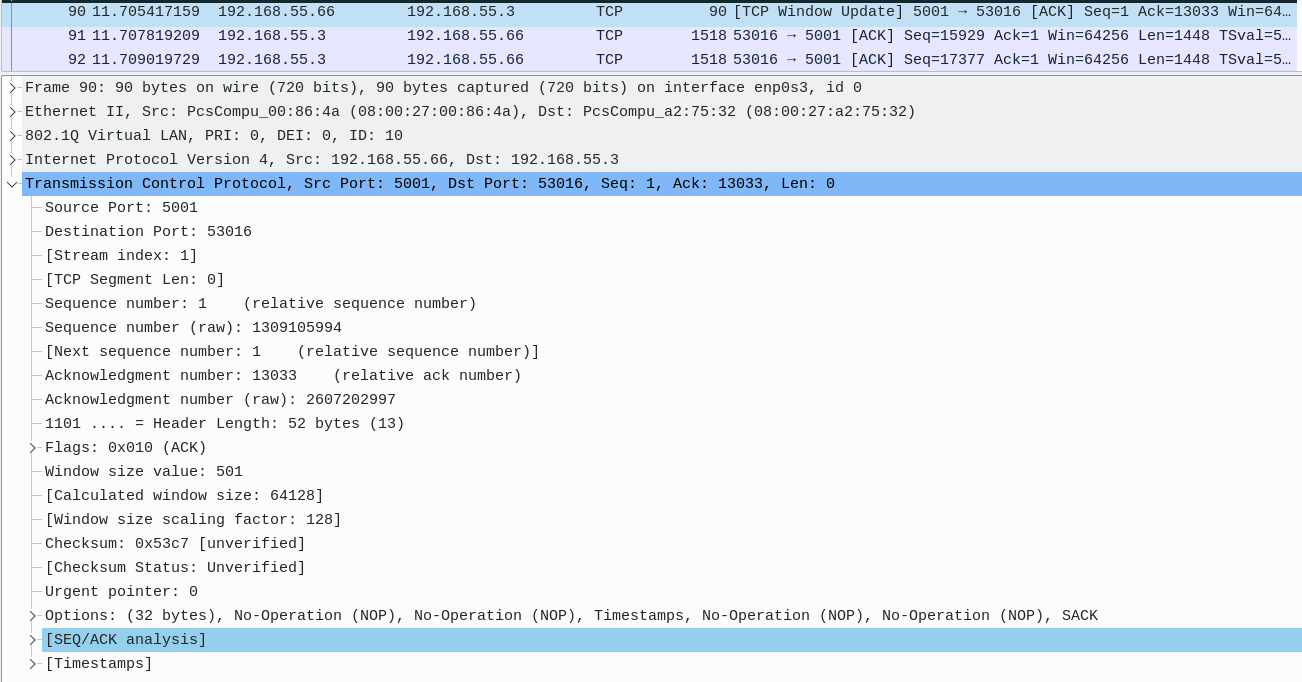 90 11.705417159 192.168.55.66 192.168.55.3 TCP 90 [TCP Window Update] 5001 → 53016 [ACK] Seq=1 Ack=13033 Win=64…
91 11.707819209 192.168.55.3 192.168.55.66 TCP 1518 53016 → 5001 [ACK] Seq=15929 Ack=1 Win=64256 Len=1448 TSval=5…
92 11.709019729 192.168.55.3 192.168.55.66 TCP 1518 53016 → 5001 [ACK] Seq=17377 Ack=1 Win=64256 Len=1448 TSval=5…
Frame 90: 90 bytes on wire (720 bits), 90 bytes captured (720 bits) on interface enp0s3, id 0
Ethernet II, Src: PcsCompu_00:86:4a (08:00:27:00:86:4a), Dst: PcsCompu_a2:75:32 (08:00:27:a2:75:32)
802.1Q Virtual LAN, PRI: 0, DEI: 0, ID: 10
Internet Protocol Version 4, Src: 192.168.55.66, Dst: 192.168.55.3
Transmission Control Protocol, Src Port: 5001, Dst Port: 53016, Seq: 1, Ack: 13033, Len: 0
Source Port: 5001
Destination Port: 53016
[Stream index: 1]
[TCP Segment Len: 0]
Sequence number: 1 (relative sequence number)
Sequence number (raw): 1309105994
[Next sequence number: 1 (relative sequence number)]
Acknowledgment number: 13033 (relative ack number)
Acknowledgment number (raw): 2607202997
1101 .... = Header Length: 52 bytes (13)
Flags: 0x010 (ACK)
Window size value: 501
[Calculated window size: 64128]
[Window size scaling factor: 128]
Checksum: 0x53c7 [unverified]
[Checksum Status: Unverified]
Urgent pointer: 0
Options: (32 bytes), No-Operation (NOP), No-Operation (NOP), Timestamps, No-Operation (NOP), No-Operation (NOP), SACK
[SEQ/ACK analysis]
[Timestamps]